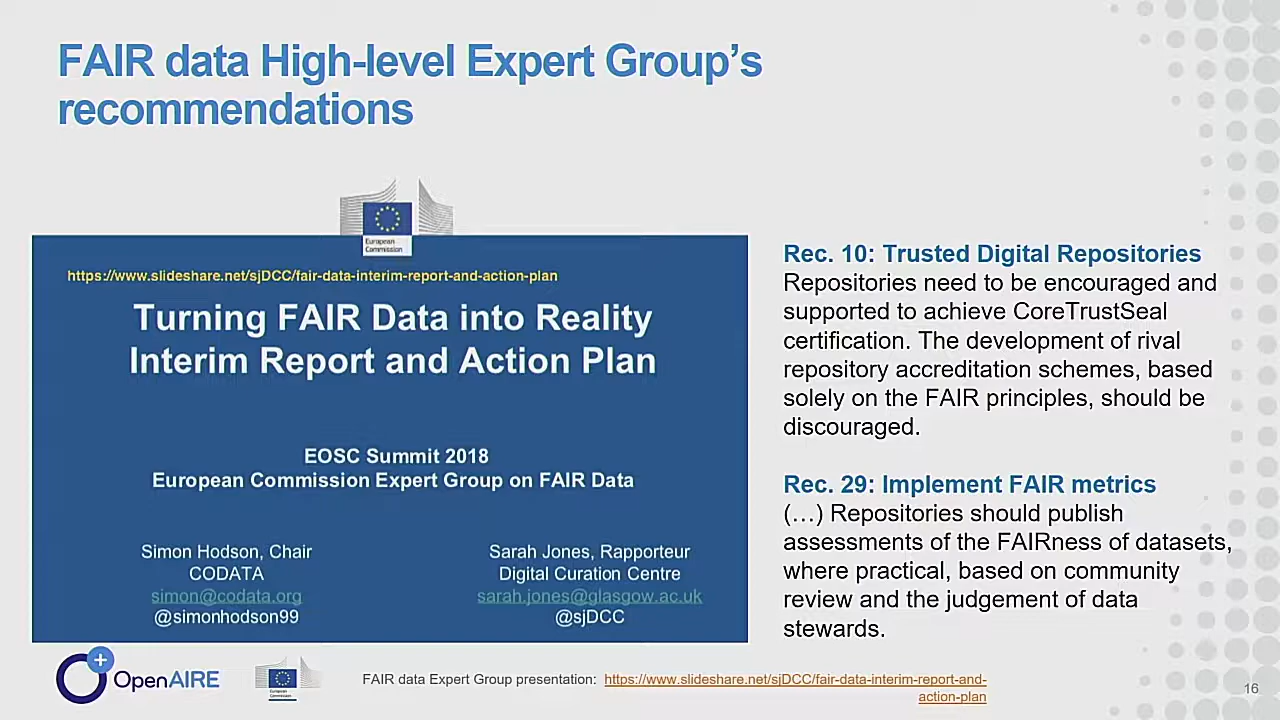 FAIR data High-level Expert Group's
recommendations
European
Commission
https://www.slideshare.net/sjDCC/fair-data-interim-report-and-action-plan
Turning FAIR Data into Reality
Interim Report and Action Plan
EOSC Summit 2018
European Commission Expert Group on FAIR Data
Simon Hodson, Chair
CODATA
simon@codata.org
@simonhodson99
Sarah Jones, Rapporteur
Digital Curation Centre
sarah.jones@glasgow.ac.uk
@sjDCC
Rec. 10: Trusted Digital Repositories
Repositories need to be encouraged and
supported to achieve CoreTrustSeal
certification. The development of rival
repository accreditation schemes, based
solely on the FAIR principles, should be
discouraged.
Rec. 29: Implement FAIR metrics
(…) Repositories should publish
assessments of the FAIRness of datasets,
where practical, based on community
review and the judgement of data
stewards.
OpenAIRE
European
Commission
FAIR data Expert Group presentation: https://www.slideshare.net/sjDCC/fair-data-interim-report-and-
action-plan
16